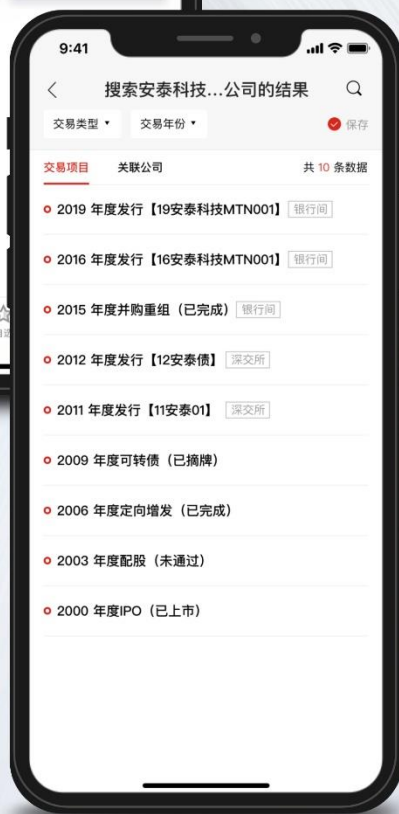 9:41
搜索安泰科技...公司的结果
交易类型 交易年份 保存
交易项目 关联公司 共 10 条数据
2019 年度发行【19安泰科技MTN001】 银行间
2016 年度发行【16安泰科技MTN001】 银行间
2015 年度并购重组（已完成） 银行间
2012 年度发行【12安泰债】 深交所
2011 年度发行【11安泰01】 深交所
2009 年度可转债（已摘牌）
2006 年度定向增发（已完成）
2003 年度配股（未通过）
2000 年度IPO（已上市）